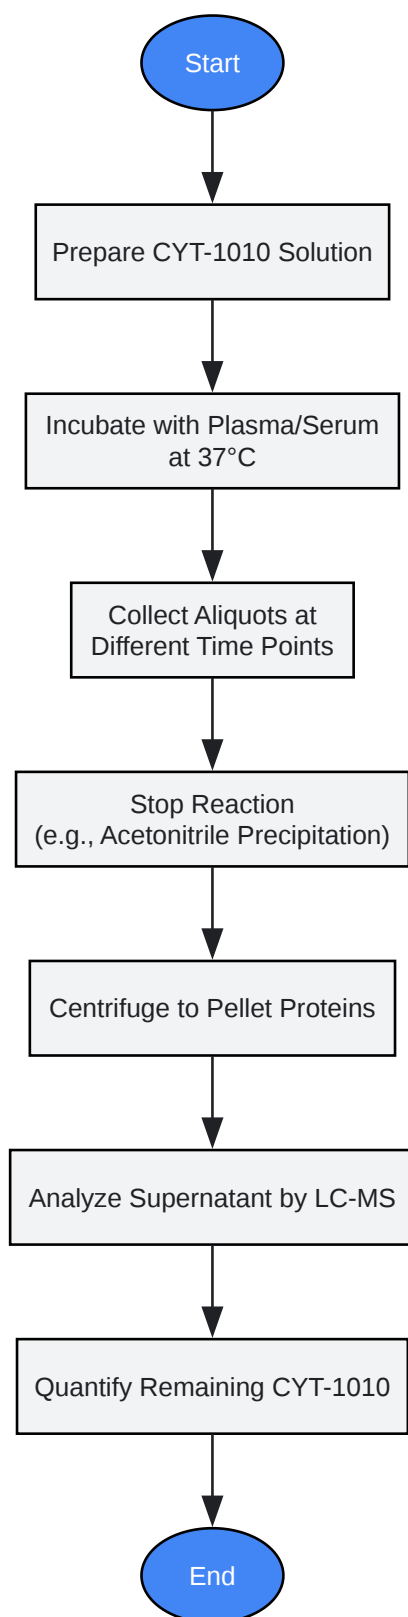 Start
Prepare CYT-1010 Solution
Incubate with Plasma/Serum
at 37°C
Collect Aliquots at
Different Time Points
Stop Reaction
(e.g., Acetonitrile Precipitation)
Centrifuge to Pellet Proteins
Analyze Supernatant by LC-MS
Quantify Remaining CYT-1010
End